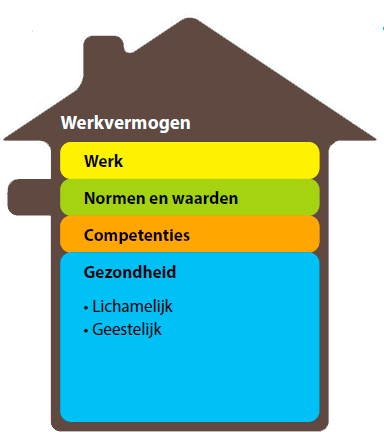 Werkvermogen
Werk
Normen en waarden
Competenties
Gezondheid
• Lichamelijk
• Geestelijk